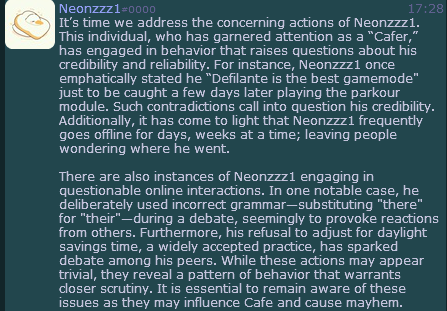 Neonzzz1#0000 17:28
It's time we address the concerning actions of Neonzzz1.
This individual, who has garnered attention as a “Cafer,”
has engaged in behavior that raises questions about his
credibility and reliability. For instance, Neonzzz1 once
emphatically stated he “Defilante is the best gamemode"
just to be caught a few days later playing the parkour
module. Such contradictions call into question his credibility.
Additionally, it has come to light that Neonzzz1 frequently
goes offline for days, weeks at a time; leaving people
wondering where he went.
There are also instances of Neonzzz1 engaging in
questionable online interactions. In one notable case, he
deliberately used incorrect grammar—substituting "there"
for "their"—during a debate, seemingly to provoke reactions
from others. Furthermore, his refusal to adjust for daylight
savings time, a widely accepted practice, has sparked
debate among his peers. While these actions may appear
trivial, they reveal a pattern of behavior that warrants
closer scrutiny. It is essential to remain aware of these
issues as they may influence Cafe and cause mayhem.